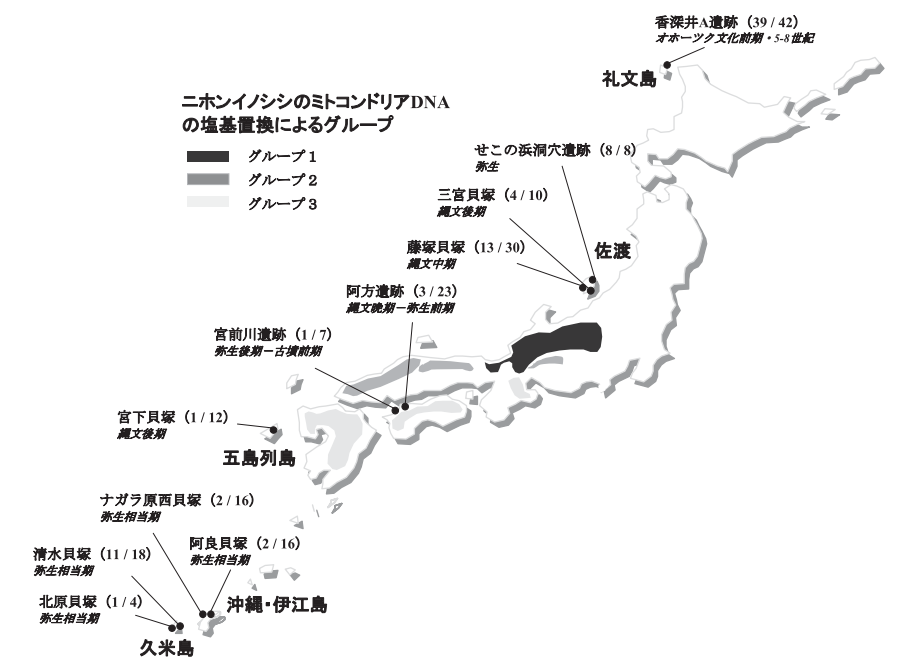 香深井A遺跡（39 / 42）
オホーツク文化前期・5-8世紀
礼文島
ニホンイノシシのミトコンドリアDNA
の塩基置換によるグループ
グループ 1
グループ 2
グループ 3
せこの浜洞穴遺跡（8 / 8）
弥生
三宮貝塚（4 / 10）
縄文後期
佐渡
藤塚貝塚（13 / 30）
縄文中期
阿方遺跡（3 / 23）
縄文晩期－弥生前期
宮前川遺跡（1 / 7）
弥生後期－古墳前期
宮下貝塚（1 / 12）
縄文後期
五島列島
ナガラ原西貝塚（2 / 16）
弥生相当期
阿良貝塚（2 / 16）
弥生相当期
清水貝塚（11 / 18）
弥生相当期
北原貝塚（1 / 4）
弥生相当期
沖縄・伊江島
久米島